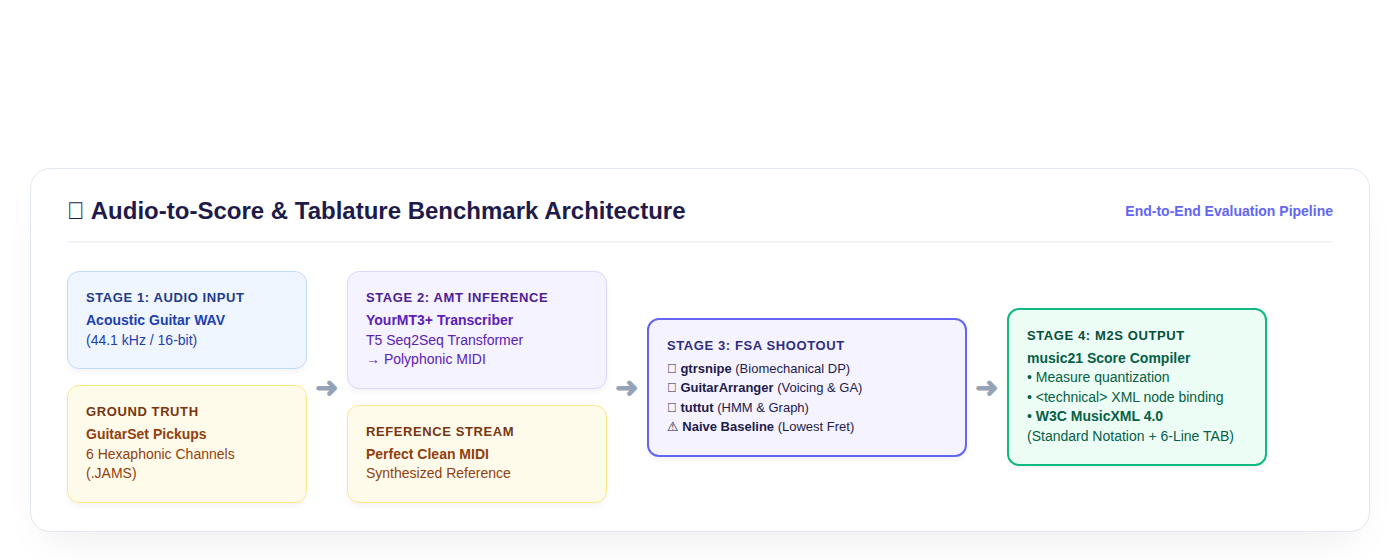 Audio-to-Score & Tablature Benchmark Architecture
End-to-End Evaluation Pipeline
STAGE 1: AUDIO INPUT
Acoustic Guitar WAV
(44.1 kHz / 16-bit)
GROUND TRUTH
GuitarSet Pickups
6 Hexaphonic Channels
(.JAMS)
➜
STAGE 2: AMT INFERENCE
YourMT3+ Transcriber
T5 Seq2Seq Transformer
→ Polyphonic MIDI
REFERENCE STREAM
Perfect Clean MIDI
Synthesized Reference
➜
STAGE 3: FSA SHOOTOUT
gtrsnipe (Biomechanical DP)
GuitarArranger (Voicing & GA)
tuttut (HMM & Graph)
⚠ Naive Baseline (Lowest Fret)
➜
STAGE 4: M2S OUTPUT
music21 Score Compiler
• Measure quantization
• <technical> XML node binding
• W3C MusicXML 4.0
(Standard Notation + 6-Line TAB)